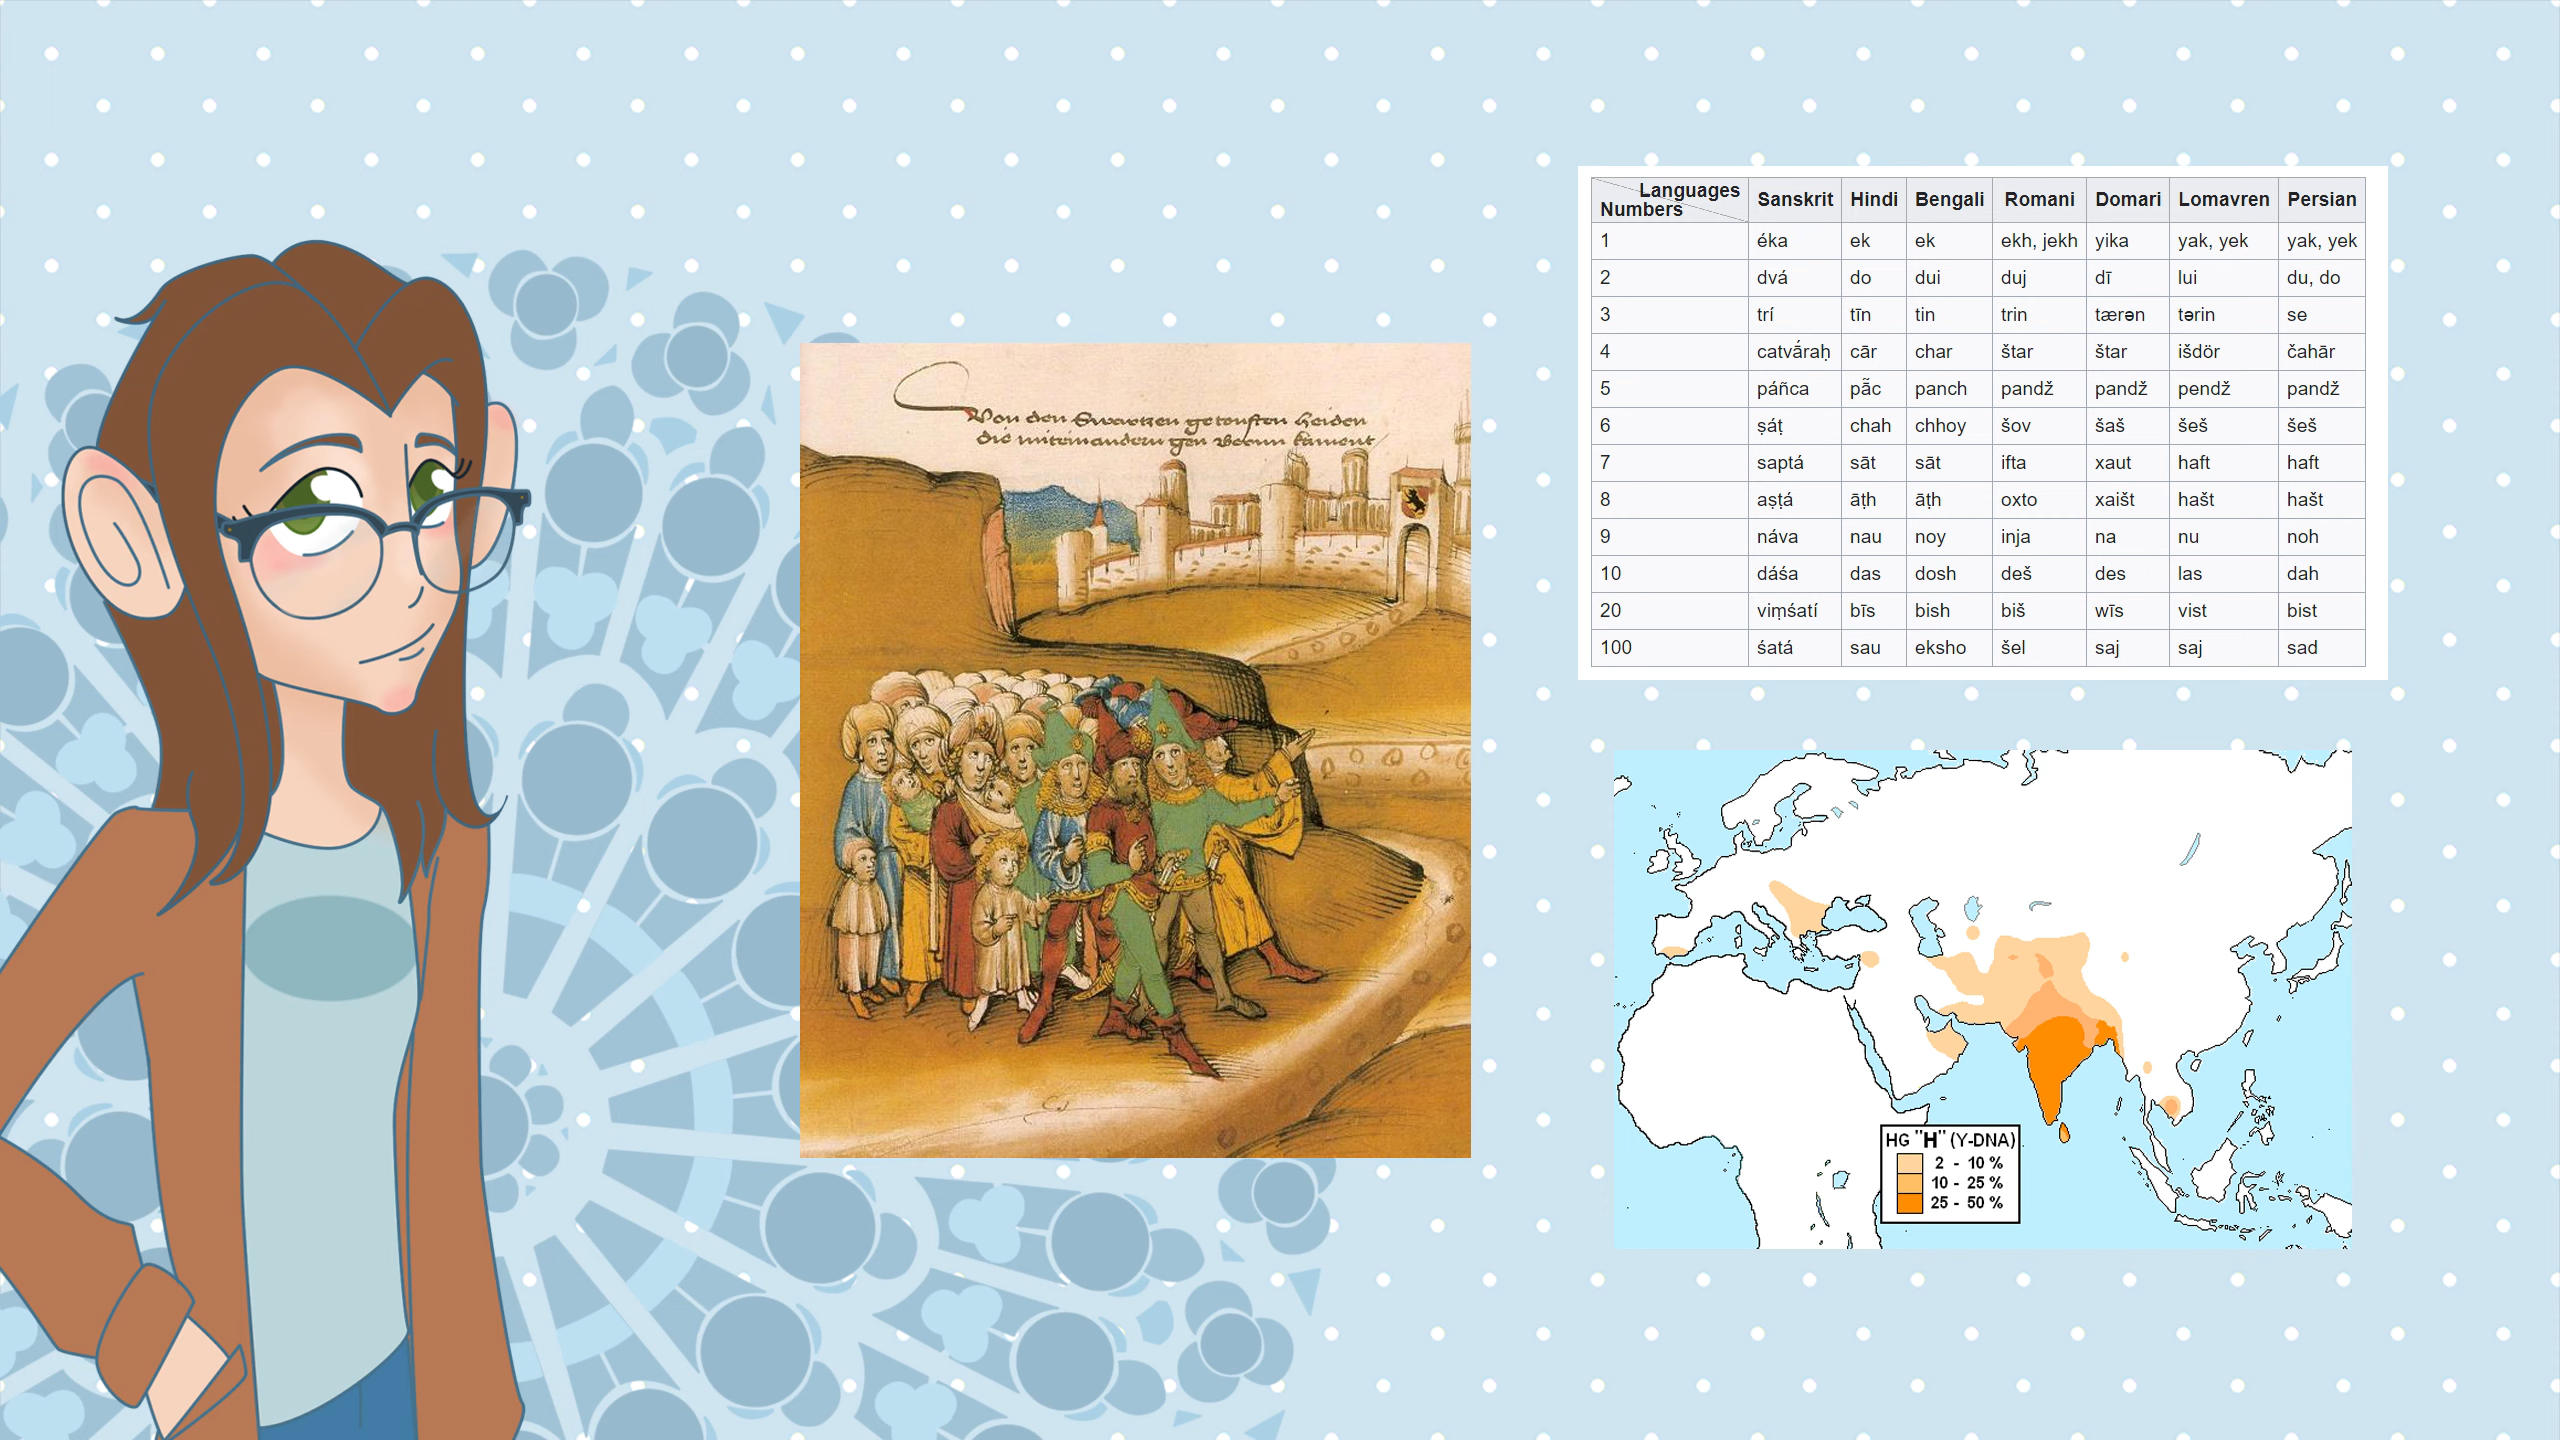 Von den Swartzen getouften heiden
die miteinandern gen Bernn kament
Languages
Numbers Sanskrit Hindi Bengali Romani Domari Lomavren Persian
1 éka ek ek ekh, jekh yika yak, yek yak, yek
2 dvá do dui duj dī lui du, do
3 trí tīn tin trin tærən tərin se
4 catvā́raḥ cār char štar štar išdör čahār
5 páñca pā̃c panch pandž pandž pendž pandž
6 ṣáṭ chah chhoy šov šaš šeš šeš
7 saptá sāt sāt ifta xaut haft haft
8 aṣṭá āṭh āṭh oxto xaišt hašt hašt
9 náva nau noy inja na nu noh
10 dáśa das dosh deš des las dah
20 viṃśatí bīs bish biš wīs vist bist
100 śatá sau eksho šel saj saj sad
HG "H" (Y-DNA)
2 - 10 %
10 - 25 %
25 - 50 %